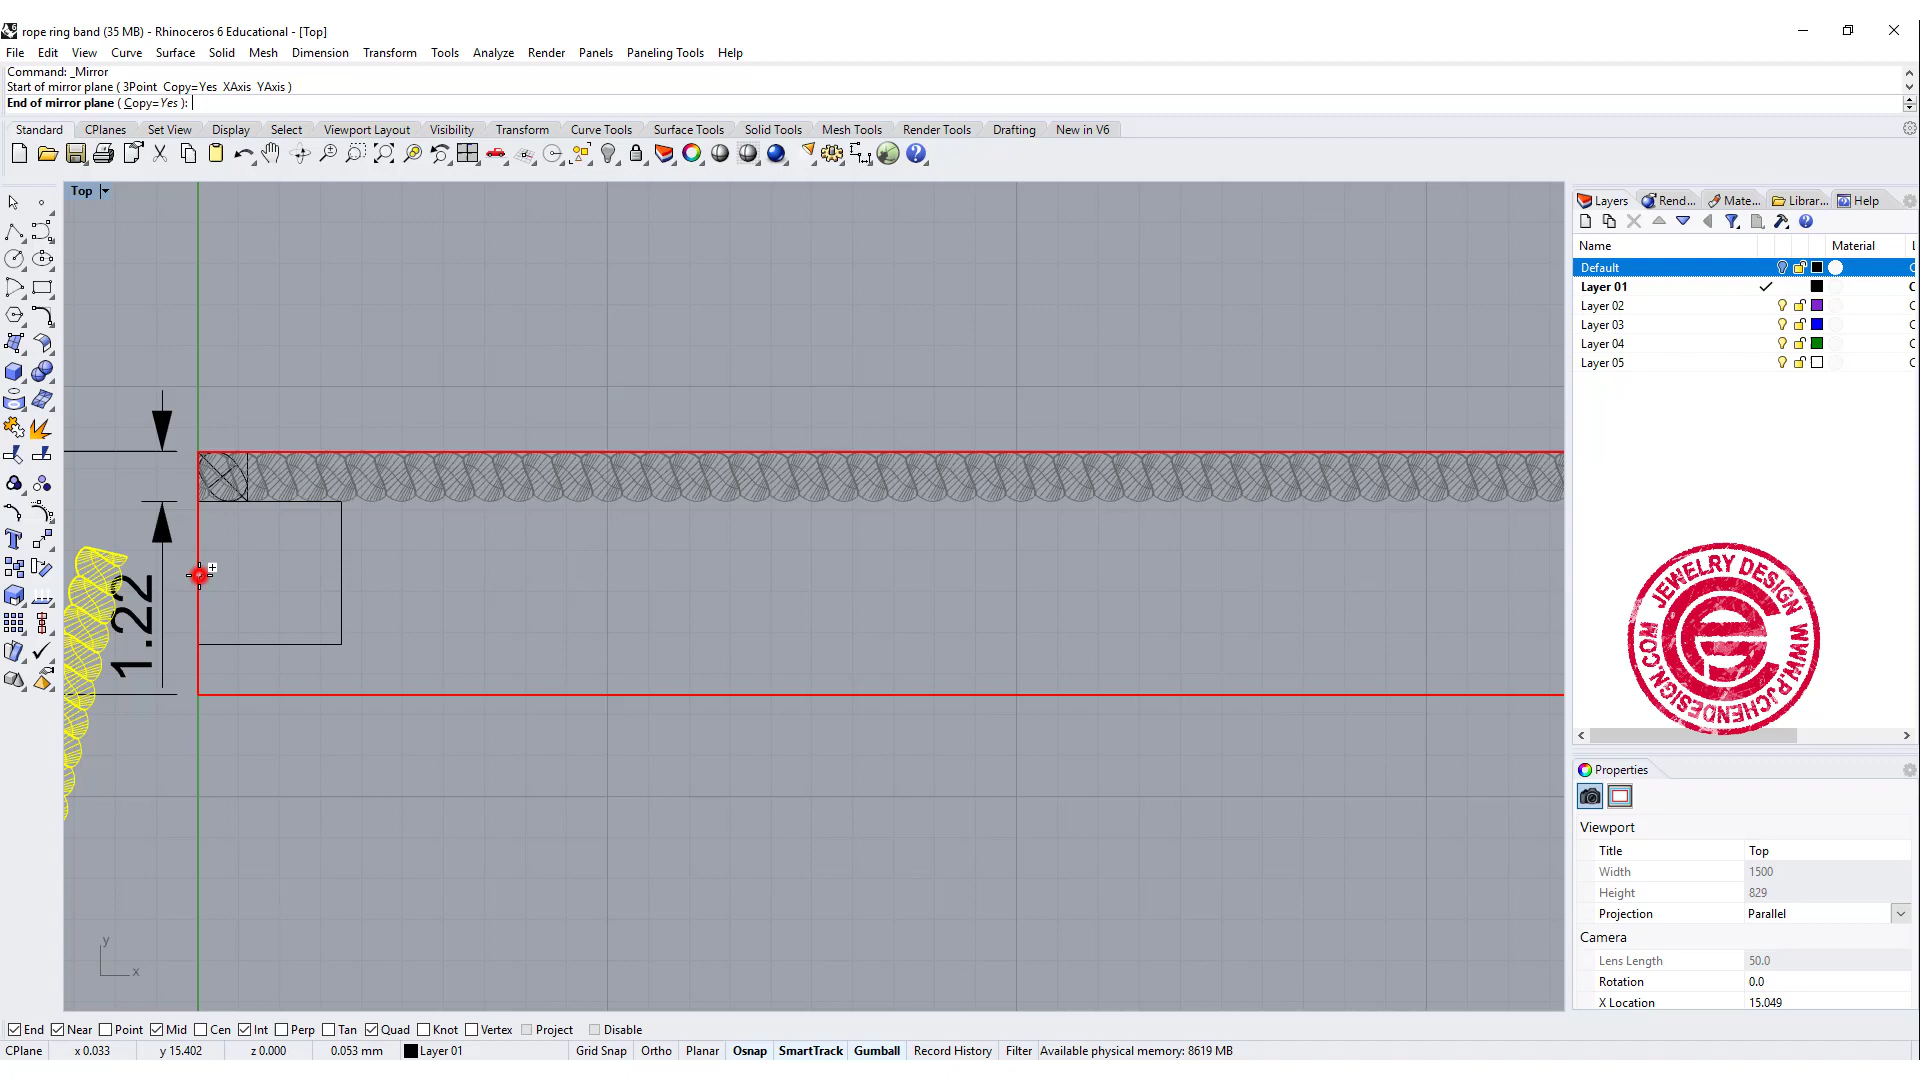 rope ring band (35 MB) - Rhinoceros 6 Educational - [Top]
File Edit View Curve Surface Solid Mesh Dimension Transform Tools Analyze Render Panels Paneling Tools Help
Command: _Mirror
Start of mirror plane ( 3Point Copy=Yes XAxis YAxis )
End of mirror plane ( Copy=Yes ):
Standard CPlanes Set View Display Select Viewport Layout Visibility Transform Curve Tools Surface Tools Solid Tools Mesh Tools Render Tools Drafting New in V6
Top
Layers Rend... Mate... Librar... Help
Name Material
Default
Layer 01
Layer 02
Layer 03
Layer 04
Layer 05
1.22
JEWELRY DESIGN
WWW.PJCHENDESIGN.COM
Properties
Viewport
Title Top
Width 1500
Height 829
Projection Parallel
Camera
Lens Length 50.0
Rotation 0.0
X Location 15.049
y
x
End Near Point Mid Cen Int Perp Tan Quad Knot Vertex Project Disable
CPlane x 0.033 y 15.402 z 0.000 0.053 mm Layer 01 Grid Snap Ortho Planar Osnap SmartTrack Gumball Record History Filter Available physical memory: 8619 MB